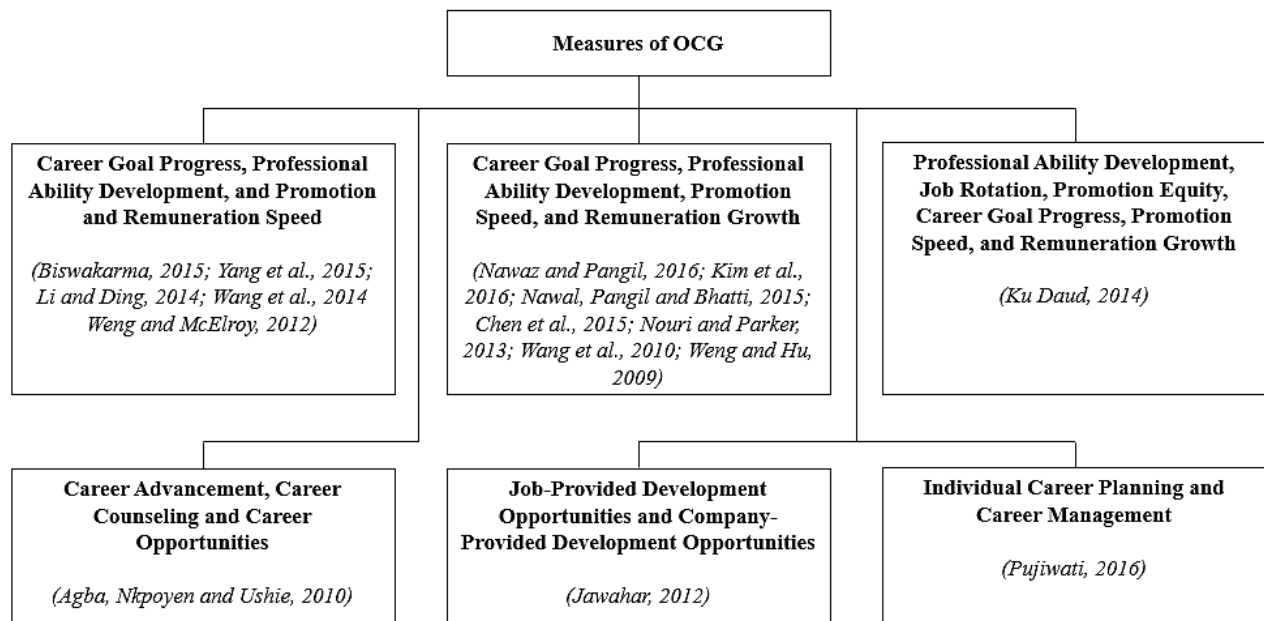 Measures of OCG
Career Goal Progress, Professional
Ability Development, and Promotion
and Remuneration Speed
(Biswakarma, 2015; Yang et al., 2015;
Li and Ding, 2014; Wang et al., 2014
Weng and McElroy, 2012)
Career Goal Progress, Professional
Ability Development, Promotion
Speed, and Remuneration Growth
(Nawaz and Pangil, 2016; Kim et al.,
2016; Nawal, Pangil and Bhatti, 2015;
Chen et al., 2015; Nouri and Parker,
2013; Wang et al., 2010; Weng and Hu,
2009)
Professional Ability Development,
Job Rotation, Promotion Equity,
Career Goal Progress, Promotion
Speed, and Remuneration Growth
(Ku Daud, 2014)
Career Advancement, Career
Counseling and Career
Opportunities
(Agba, Nkpoyen and Ushie, 2010)
Job-Provided Development
Opportunities and Company-
Provided Development Opportunities
(Jawahar, 2012)
Individual Career Planning and
Career Management
(Pujiwati, 2016)